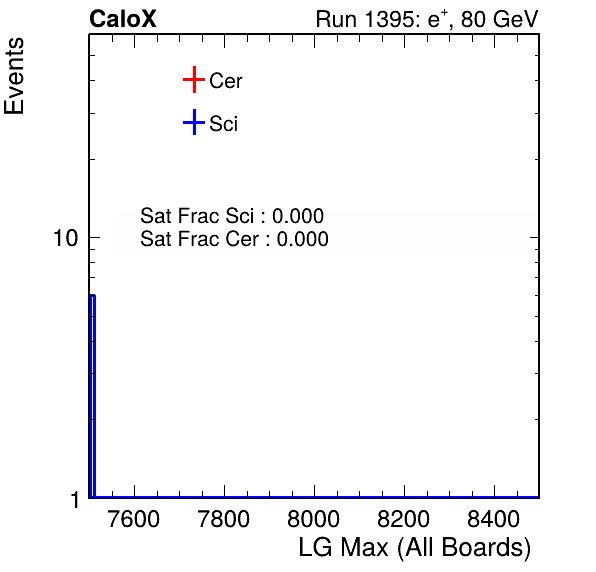 CaloX Run 1395: e⁺, 80 GeV
Events
Cer
Sci
Sat Frac Sci : 0.000
Sat Frac Cer : 0.000
10
1
7600 7800 8000 8200 8400
LG Max (All Boards)